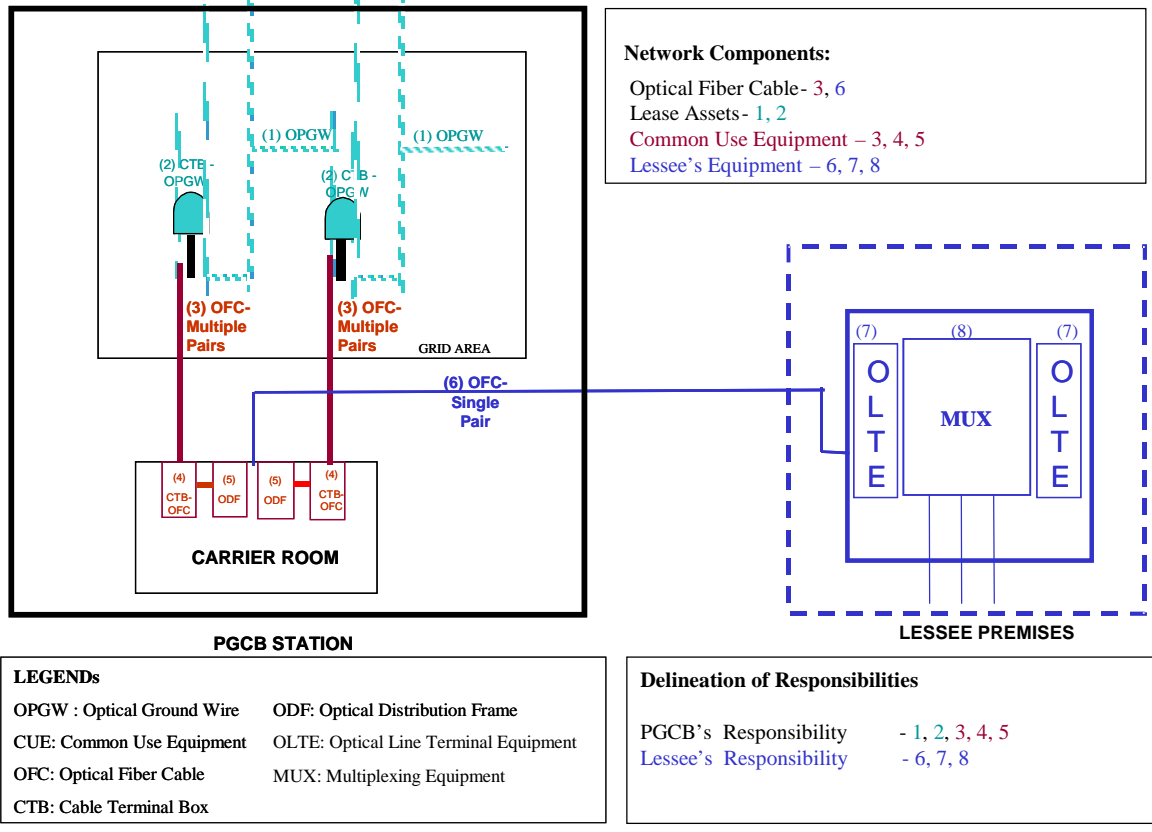 (1) OPGW
(1) OPGW
(2) CTB -
OPGW
(2) CTB -
OPGW
(3) OFC-
Multiple
Pairs
(3) OFC-
Multiple
Pairs
GRID AREA
(6) OFC-
Single
Pair
(4)
CTB-
OFC
(5)
ODF
(5)
ODF
(4)
CTB-
OFC
CARRIER ROOM
PGCB STATION
Network Components:
Optical Fiber Cable- 3, 6
Lease Assets- 1, 2
Common Use Equipment – 3, 4, 5
Lessee's Equipment – 6, 7, 8
(7)
OLTE
(8)
MUX
(7)
OLTE
LESSEE PREMISES
LEGENDs
OPGW : Optical Ground Wire
CUE: Common Use Equipment
OFC: Optical Fiber Cable
CTB: Cable Terminal Box
ODF: Optical Distribution Frame
OLTE: Optical Line Terminal Equipment
MUX: Multiplexing Equipment
Delineation of Responsibilities
PGCB's Responsibility - 1, 2, 3, 4, 5
Lessee's Responsibility - 6, 7, 8